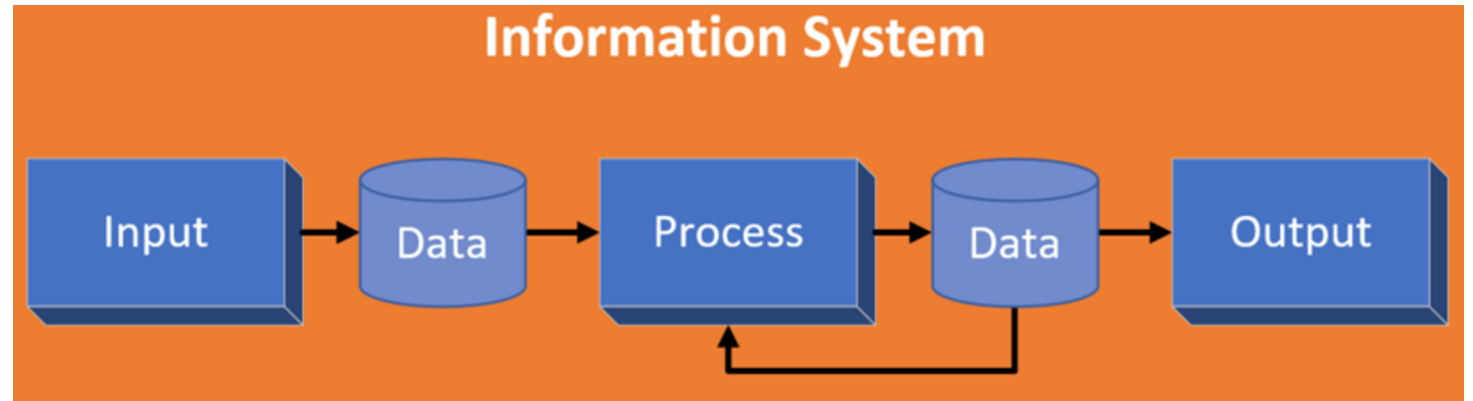 Information System
Input
Data
Process
Data
Output